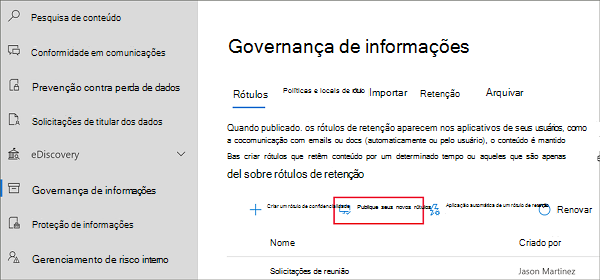 Pesquisa de conteúdo
Conformidade em comunicações
Prevenção contra perda de dados
Solicitações de titular dos dados
eDiscovery
Governança de informações
Proteção de informações
Gerenciamento de risco interno
Governança de informações
Rótulos Políticas e locais de rótulo Importar Retenção Arquivar
Quando publicado. os rótulos de retenção aparecem nos aplicativos de seus usuários, como
a cocomunicação com emails ou docs (automaticamente ou pelo usuário), o conteúdo é mantido
Bas criar rótulos que retêm conteúdo por um determinado tempo ou aqueles que são apenas
del sobre rótulos de retenção
Criar um rótulo de confidencialidade Publique seus novos rótulos Aplicação automática de um rótulo de retenção Renovar
Nome Criado por
Solicitações de reunião Jason Martinez